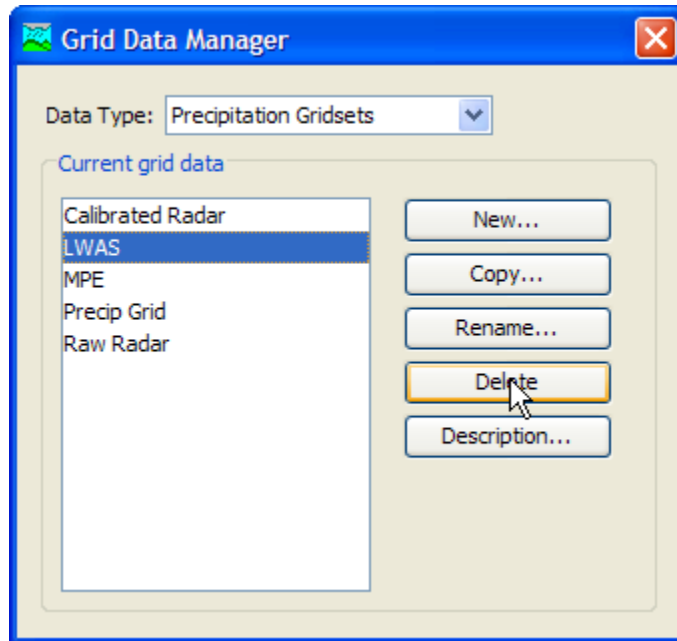 Grid Data Manager
Data Type: Precipitation Gridsets
Current grid data
Calibrated Radar
LWAS
MPE
Precip Grid
Raw Radar
New...
Copy...
Rename...
Delete
Description...